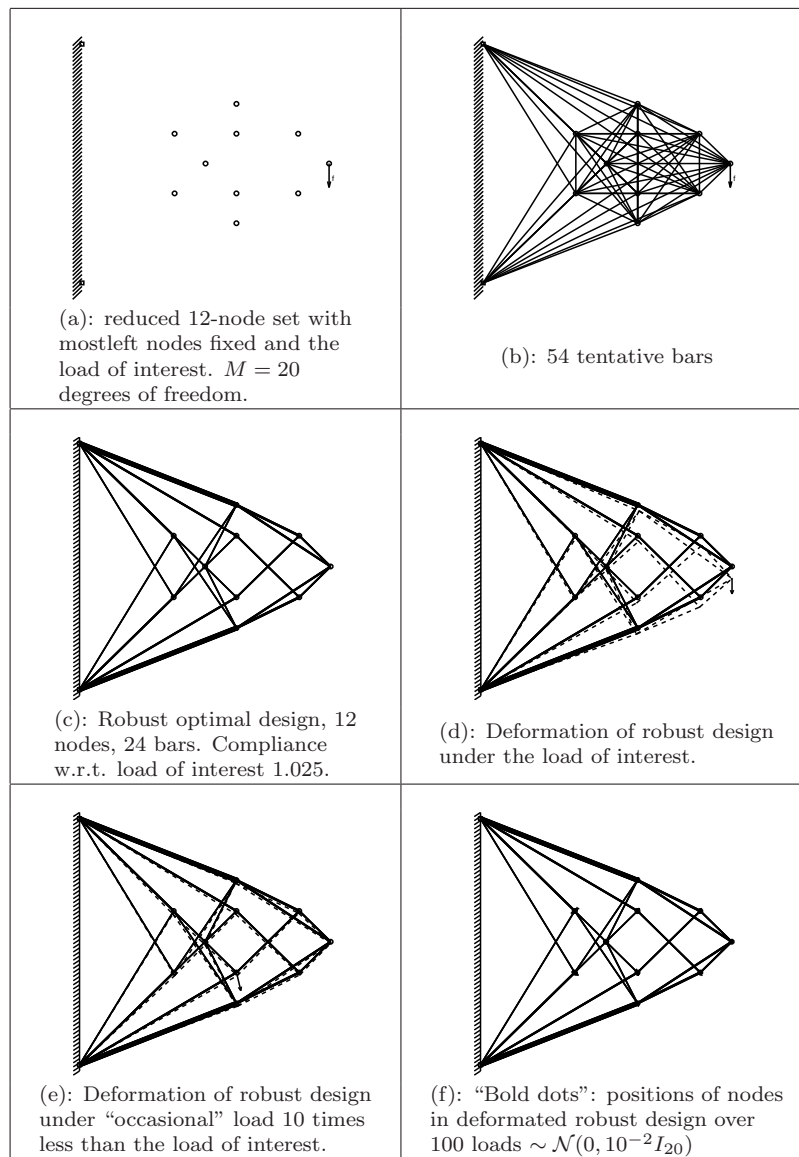 f
(a): reduced 12-node set with
mostleft nodes fixed and the
load of interest. M = 20
degrees of freedom.
f
(b): 54 tentative bars
(c): Robust optimal design, 12
nodes, 24 bars. Compliance
w.r.t. load of interest 1.025.
(d): Deformation of robust design
under the load of interest.
(e): Deformation of robust design
under “occasional” load 10 times
less than the load of interest.
(f): “Bold dots”: positions of nodes
in deformated robust design over
100 loads ∼ 𝒩(0, 10⁻²I₂₀)